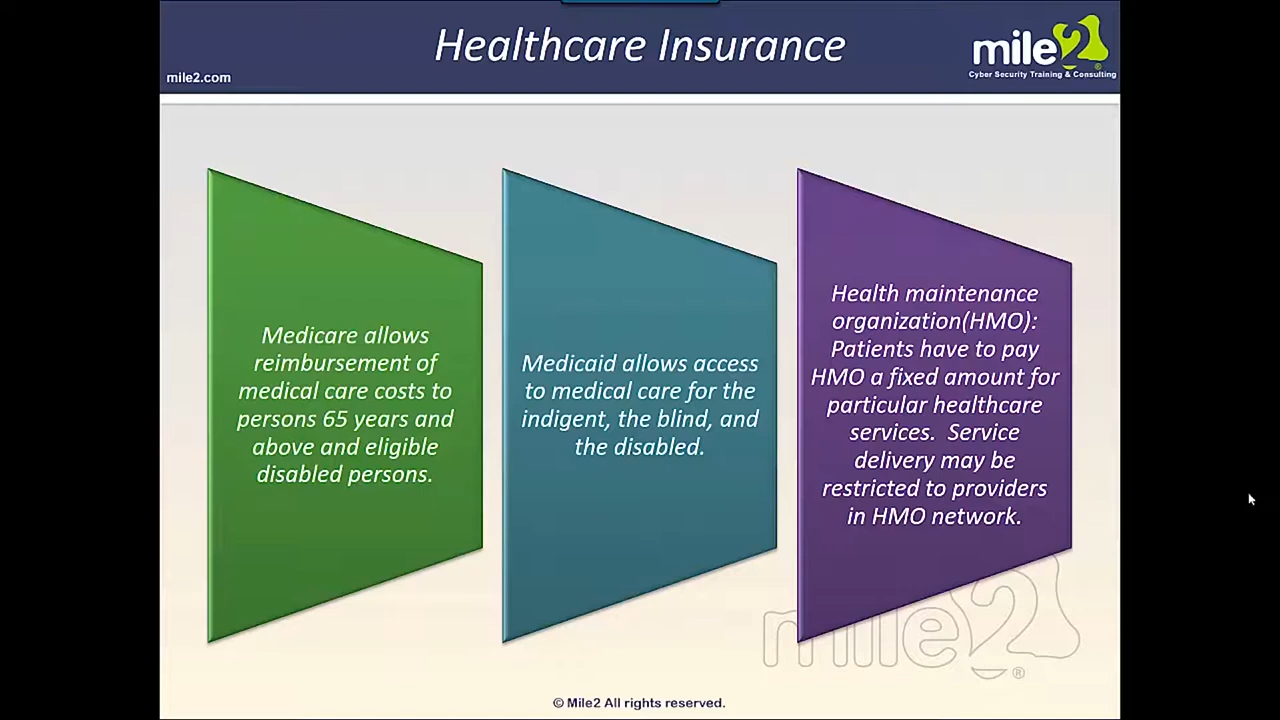 Healthcare Insurance
mile2.com
mile2
®
Cyber Security Training & Consulting
Medicare allows
reimbursement of
medical care costs to
persons 65 years and
above and eligible
disabled persons.
Medicaid allows access
to medical care for the
indigent, the blind, and
the disabled.
Health maintenance
organization(HMO):
Patients have to pay
HMO a fixed amount for
particular healthcare
services.  Service
delivery may be
restricted to providers
in HMO network.
mile2
®
© Mile2 All rights reserved.